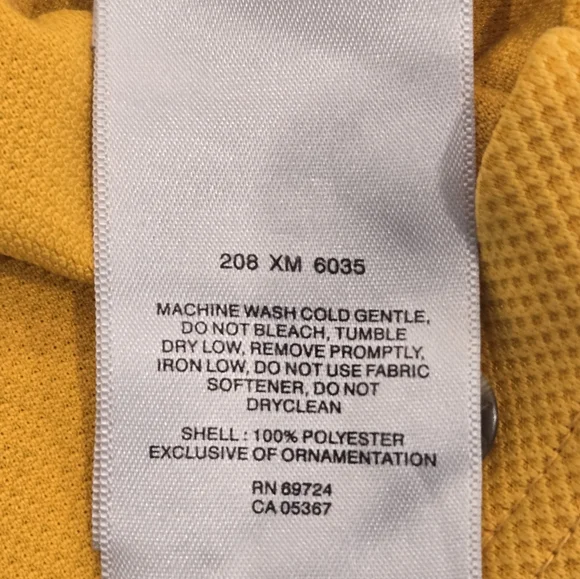 208 XM 6035
MACHINE WASH COLD GENTLE,
DO NOT BLEACH, TUMBLE
DRY LOW, REMOVE PROMPTLY,
IRON LOW, DO NOT USE FABRIC
SOFTENER, DO NOT
DRYCLEAN
SHELL : 100% POLYESTER
EXCLUSIVE OF ORNAMENTATION
RN 69724
CA 05367